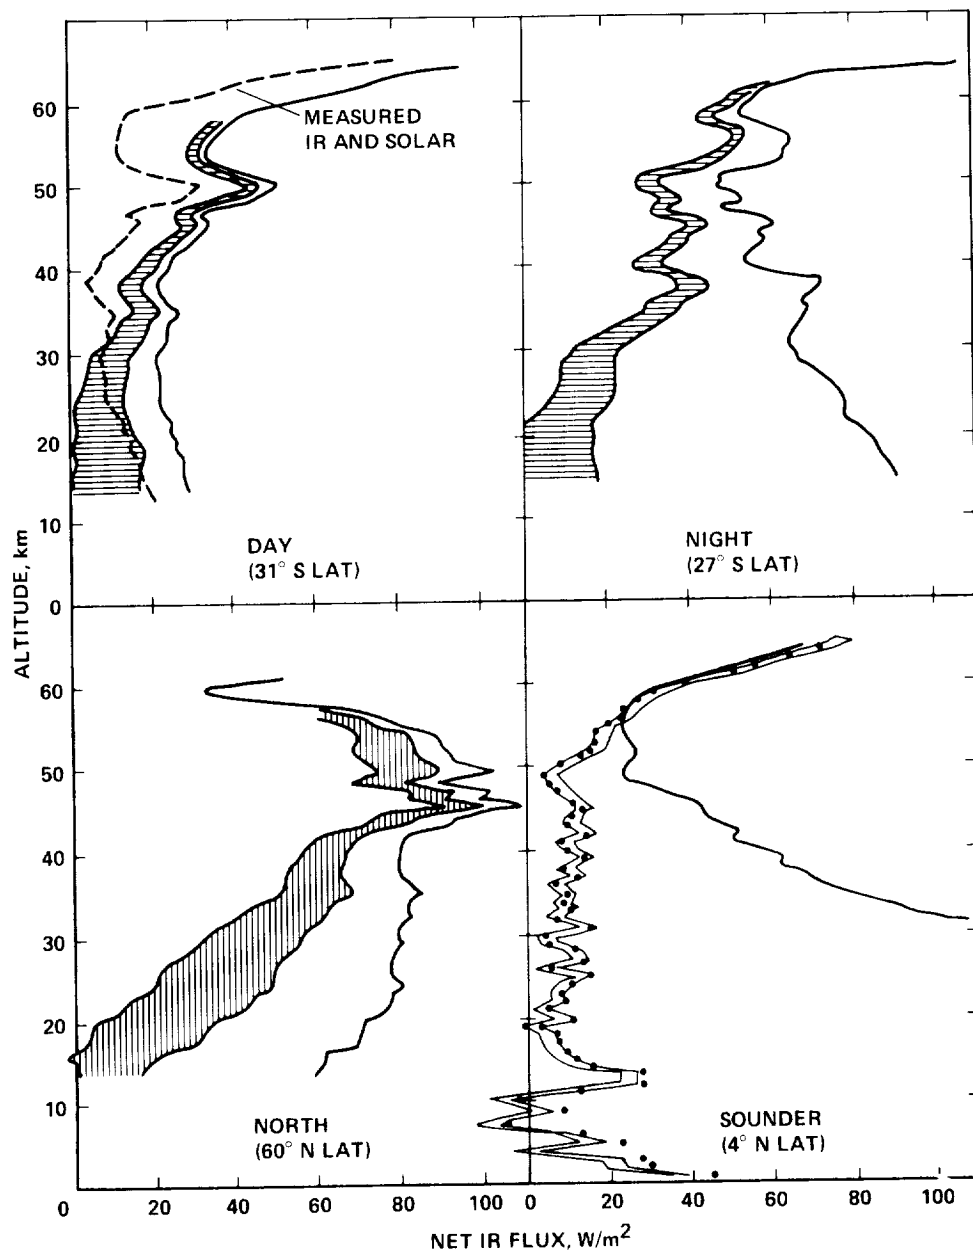 60
50
40
30
20
10
0
MEASURED
IR AND SOLAR
DAY
(31° S LAT)
NIGHT
(27° S LAT)
ALTITUDE, km
60
50
40
30
20
10
NORTH
(60° N LAT)
SOUNDER
(4° N LAT)
0 20 40 60 80 100 0 20 40 60 80 100
NET IR FLUX, W/m²